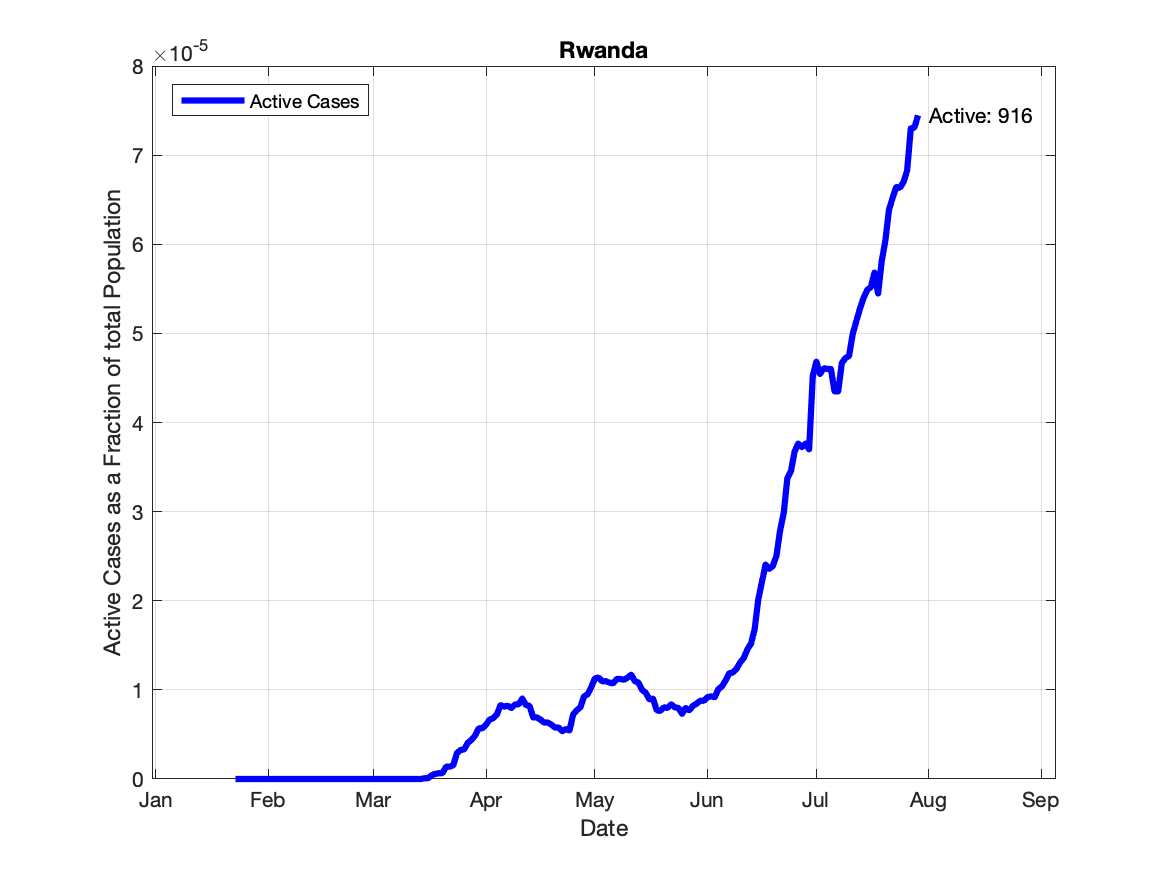 ×10-5
Rwanda
8
Active Cases
Active: 916
7
6
5
4
3
2
1
0
Active Cases as a Fraction of total Population
Jan Feb Mar Apr May Jun Jul Aug Sep
Date